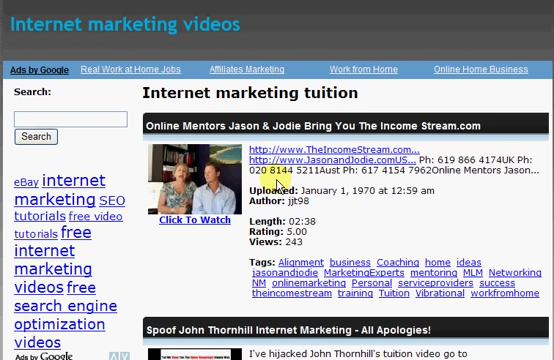 Internet marketing videos
Ads by Google Real Work at Home Jobs Affiliates Marketing Work from Home Online Home Business
Search:
Search
eBay internet
marketing SEO
tutorials free video
tutorials free
internet
marketing
videos free
search engine
optimization
videos
Ads by Google
Internet marketing tuition
Online Mentors Jason & Jodie Bring You The Income Stream.com
Click To Watch
http://www.TheIncomeStream.com...
http://www.JasonandJodie.comUS... Ph: 619 866 4174UK Ph:
020 8144 5211Aust Ph: 617 4154 7962Online Mentors Jason...
Uploaded: January 1, 1970 at 12:59 am
Author: jjt98
Length: 02:38
Rating: 5.00
Views: 243
Tags: Alignment business Coaching home ideas
jasonandjodie MarketingExperts mentoring MLM Networking
NM onlinemarketing Personal serviceproviders success
theincomestream training Tuition Vibrational workfromhome
Spoof John Thornhill Internet Marketing - All Apologies!
I've hijacked John Thornhill's tuition video go to